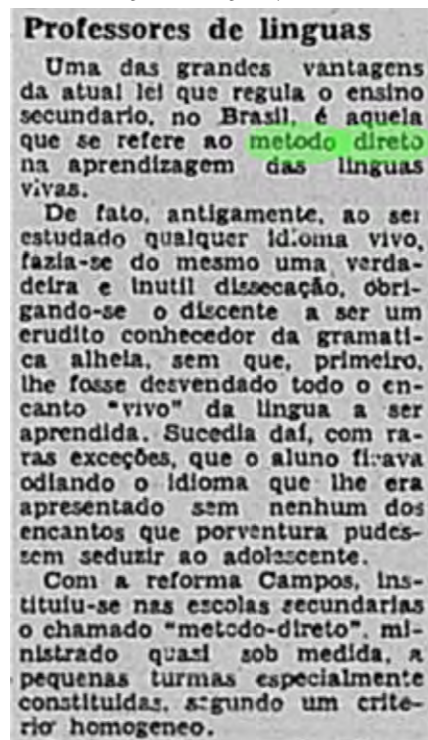 Professores de linguas
Uma das grandes vantagens
da atual lei que regula o ensino
secundario, no Brasil, é aquela
que se refere ao metodo direto
na aprendizagem das linguas
vivas.
De fato, antigamente, ao ser
estudado qualquer idioma vivo,
fazia-se do mesmo uma verda-
deira e inutil dissecação, obri-
gando-se o discente a ser um
erudito conhecedor da gramati-
ca alheia, sem que, primeiro,
lhe fosse desvendado todo o en-
canto "vivo" da lingua a ser
aprendida. Sucedia daí, com ra-
ras exceções, que o aluno ficava
odiando o idioma que lhe era
apresentado sem nenhum dos
encantos que porventura pudes-
sem seduzir ao adolescente.
Com a reforma Campos, ins-
tituiu-se nas escolas secundarias
o chamado "metodo-direto", mi-
nistrado quasi sob medida, a
pequenas turmas especialmente
constituidas, segundo um crite-
rio homogeneo.